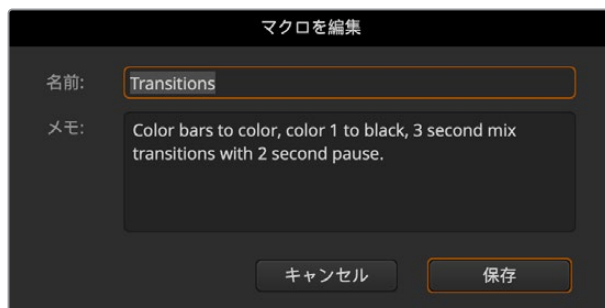 マクロを編集
名前: Transitions
メモ: Color bars to color, color 1 to black, 3 second mix
transitions with 2 second pause.
キャンセル 保存